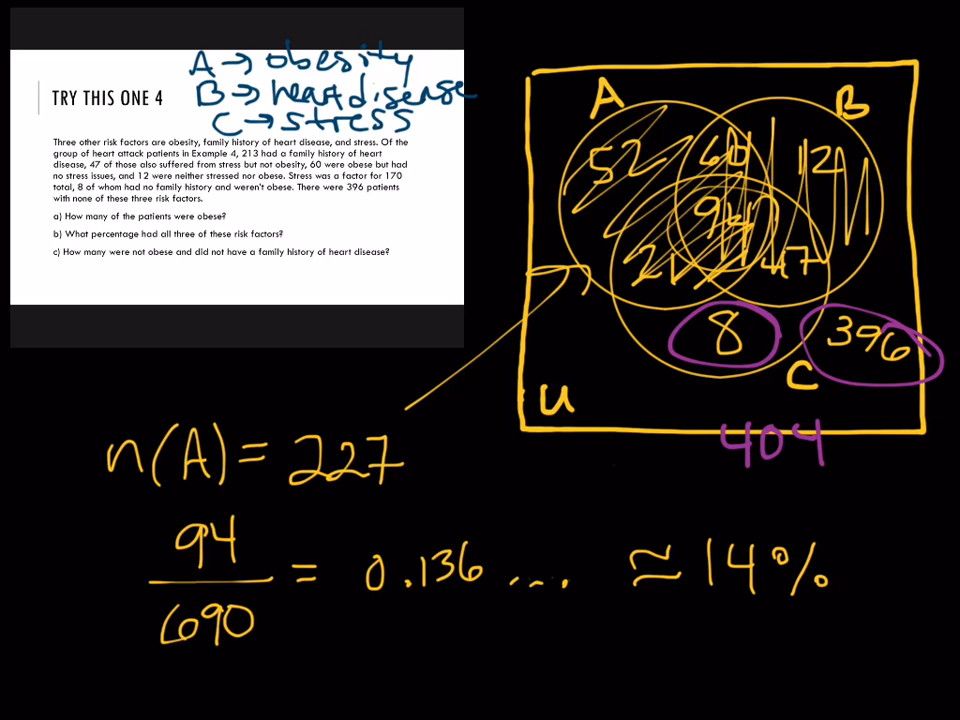 A → obesity
B → heart disease
C → stress
TRY THIS ONE 4
Three other risk factors are obesity, family history of heart disease, and stress. Of the
group of heart attack patients in Example 4, 213 had a family history of heart
disease, 47 of those also suffered from stress but not obesity, 60 were obese but had
no stress issues, and 12 were neither stressed nor obese. Stress was a factor for 170
total, 8 of whom had no family history and weren't obese. There were 396 patients
with none of these three risk factors.
a) How many of the patients were obese?
b) What percentage had all three of these risk factors?
c) How many were not obese and did not have a family history of heart disease?
A B
52 60 12
94
21 47
8 396
C
U
404
n(A) = 227
94
690
= 0.136 ... ≈ 14%